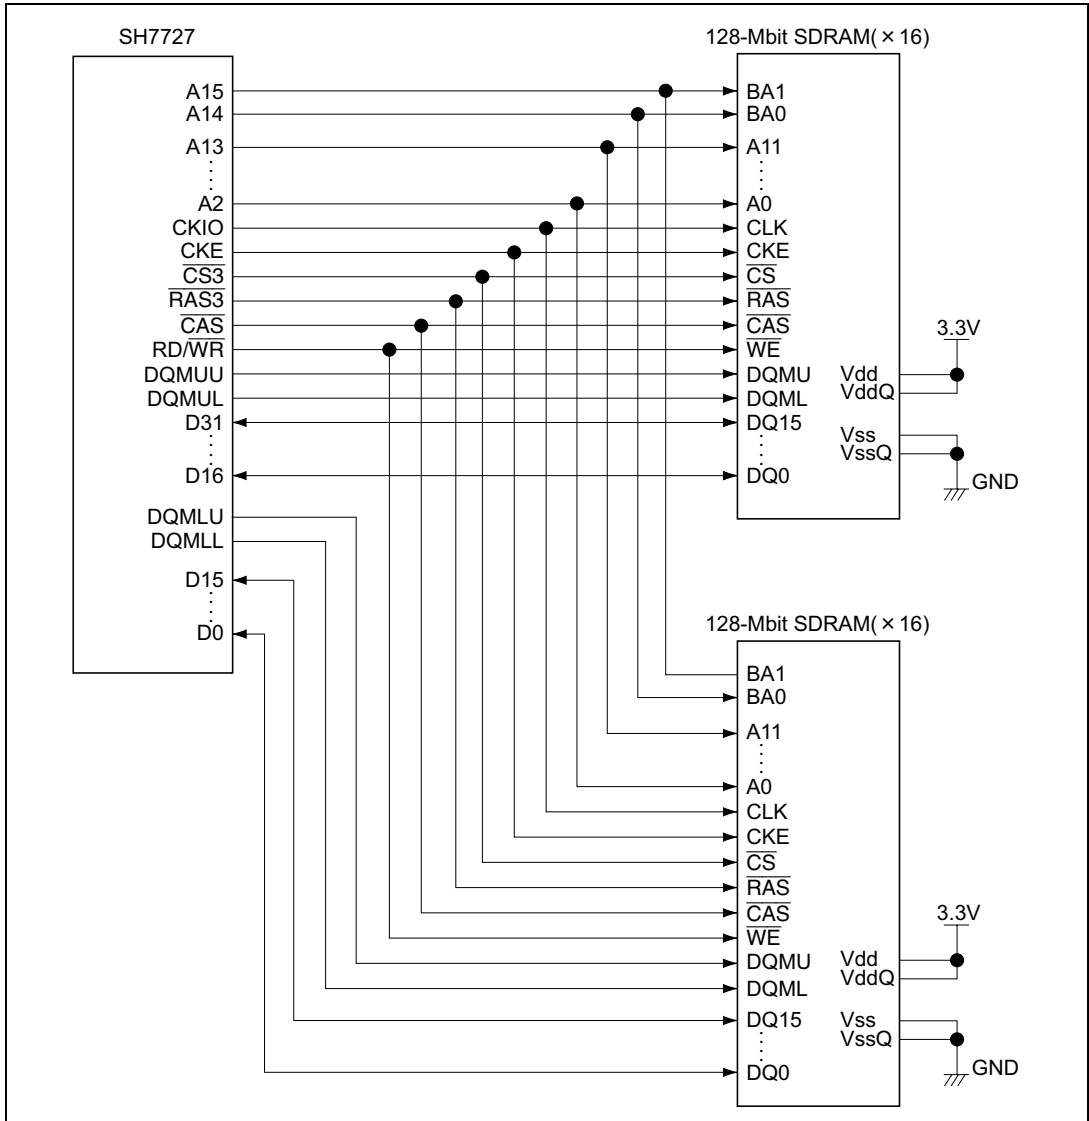 SH7727
A15
A14
A13
A2
CKIO
CKE
CS3
RAS3
CAS
RD/WR
DQMUU
DQMUL
D31
D16
DQMLU
DQMLL
D15
D0
128-Mbit SDRAM(×16)
BA1
BA0
A11
A0
CLK
CKE
CS
RAS
CAS
WE
DQMU
DQML
DQ15
DQ0
Vdd
VddQ
Vss
VssQ
3.3V
GND
128-Mbit SDRAM(×16)
BA1
BA0
A11
A0
CLK
CKE
CS
RAS
CAS
WE
DQMU
DQML
DQ15
DQ0
Vdd
VddQ
Vss
VssQ
3.3V
GND